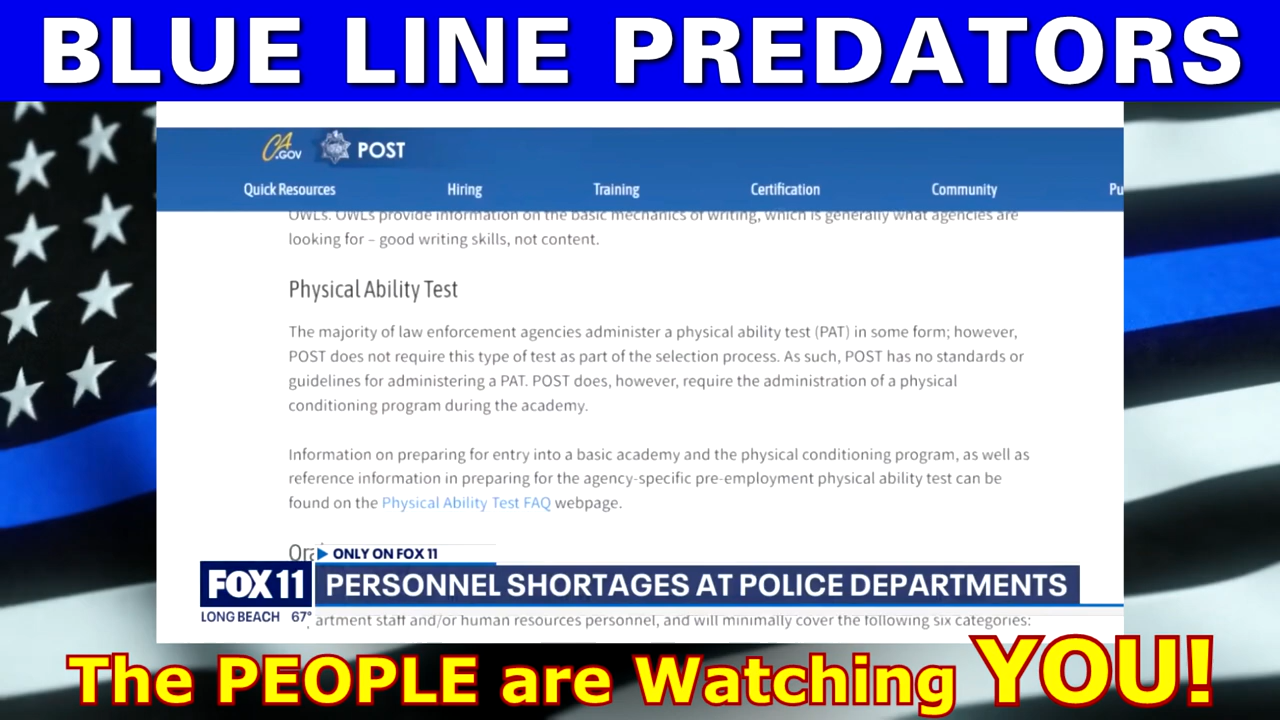 BLUE LINE PREDATORS
CA.GOV POST
Quick Resources Hiring Training Certification Community Pu
OWLs. OWLs provide information on the basic mechanics of writing, which is generally what agencies are
looking for – good writing skills, not content.
Physical Ability Test
The majority of law enforcement agencies administer a physical ability test (PAT) in some form; however,
POST does not require this type of test as part of the selection process. As such, POST has no standards or
guidelines for administering a PAT. POST does, however, require the administration of a physical
conditioning program during the academy.
Information on preparing for entry into a basic academy and the physical conditioning program, as well as
reference information in preparing for the agency-specific pre-employment physical ability test can be
found on the Physical Ability Test FAQ webpage.
ONLY ON FOX 11
FOX 11 PERSONNEL SHORTAGES AT POLICE DEPARTMENTS
LONG BEACH 67°
artment staff and/or human resources personnel, and will minimally cover the following six categories:
The PEOPLE are Watching YOU!